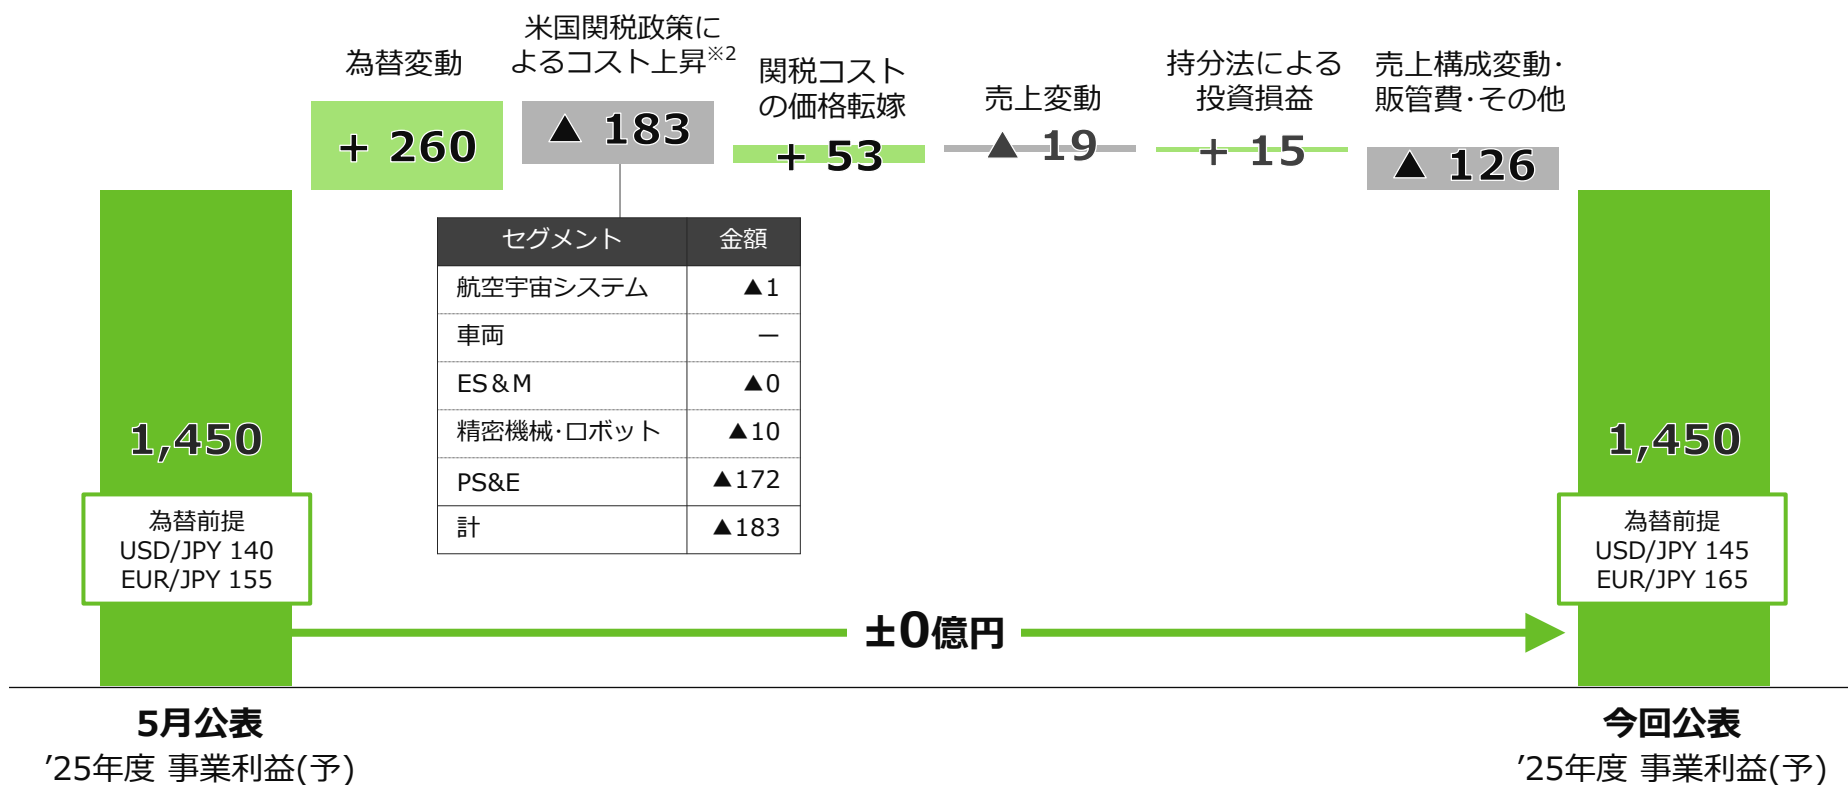 為替変動
+ 260
米国関税政策に
よるコスト上昇※2
▲ 183
関税コスト
の価格転嫁
+ 53
売上変動
▲ 19
持分法による
投資損益
+ 15
売上構成変動･
販管費･その他
▲ 126
セグメント 金額
航空宇宙システム ▲1
車両 －
ES＆M ▲0
精密機械･ロボット ▲10
PS&E ▲172
計 ▲183
1,450
為替前提
USD/JPY 140
EUR/JPY 155
1,450
為替前提
USD/JPY 145
EUR/JPY 165
±0億円
5月公表
’25年度 事業利益(予)
今回公表
’25年度 事業利益(予)